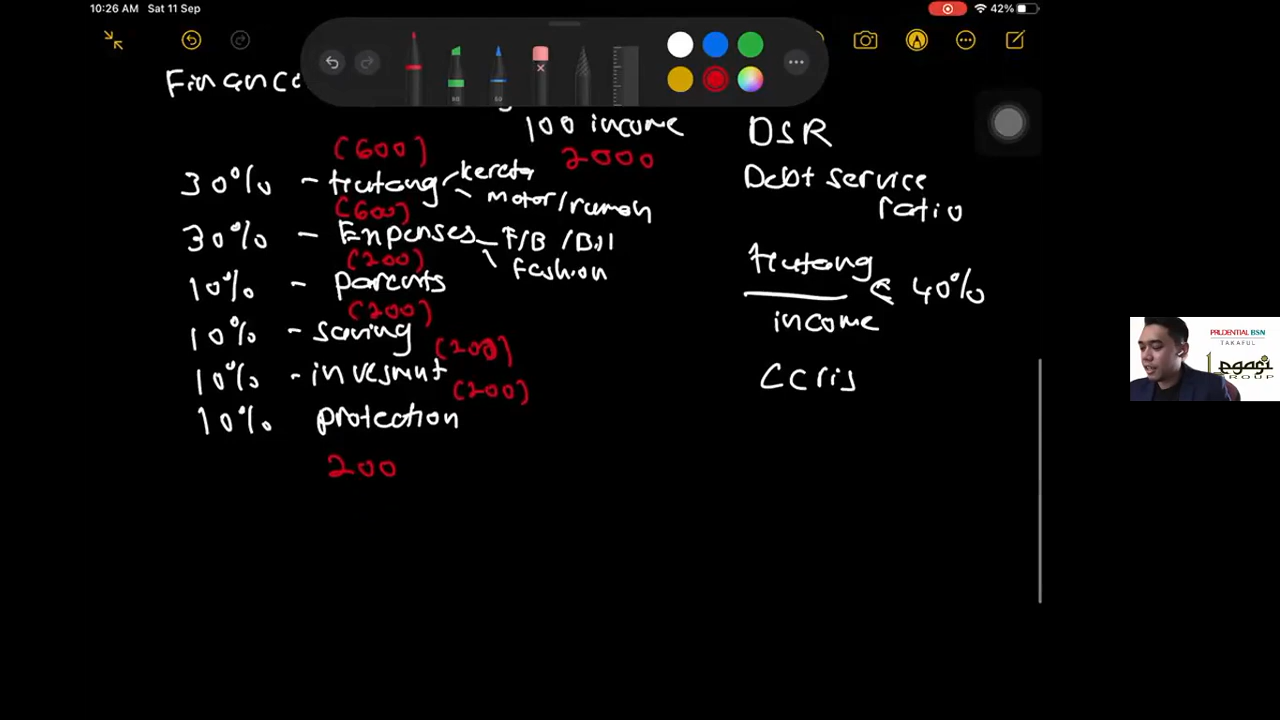 10:26 AM Sat 11 Sep
42%
Financ
100 income
2000
(600)
30% - Hutang kereta
motor/rumah
(600)
30% - Expenses F/B /Bill
fashion
(200)
10% - parents
(200)
10% - saving
(200)
10% - invesmnt
(200)
10% protection
200
DSR
Debt service
ratio
Hutang < 40%
income
Ccris
PRUDENTIAL BSN
TAKAFUL
Legasi
GROUP